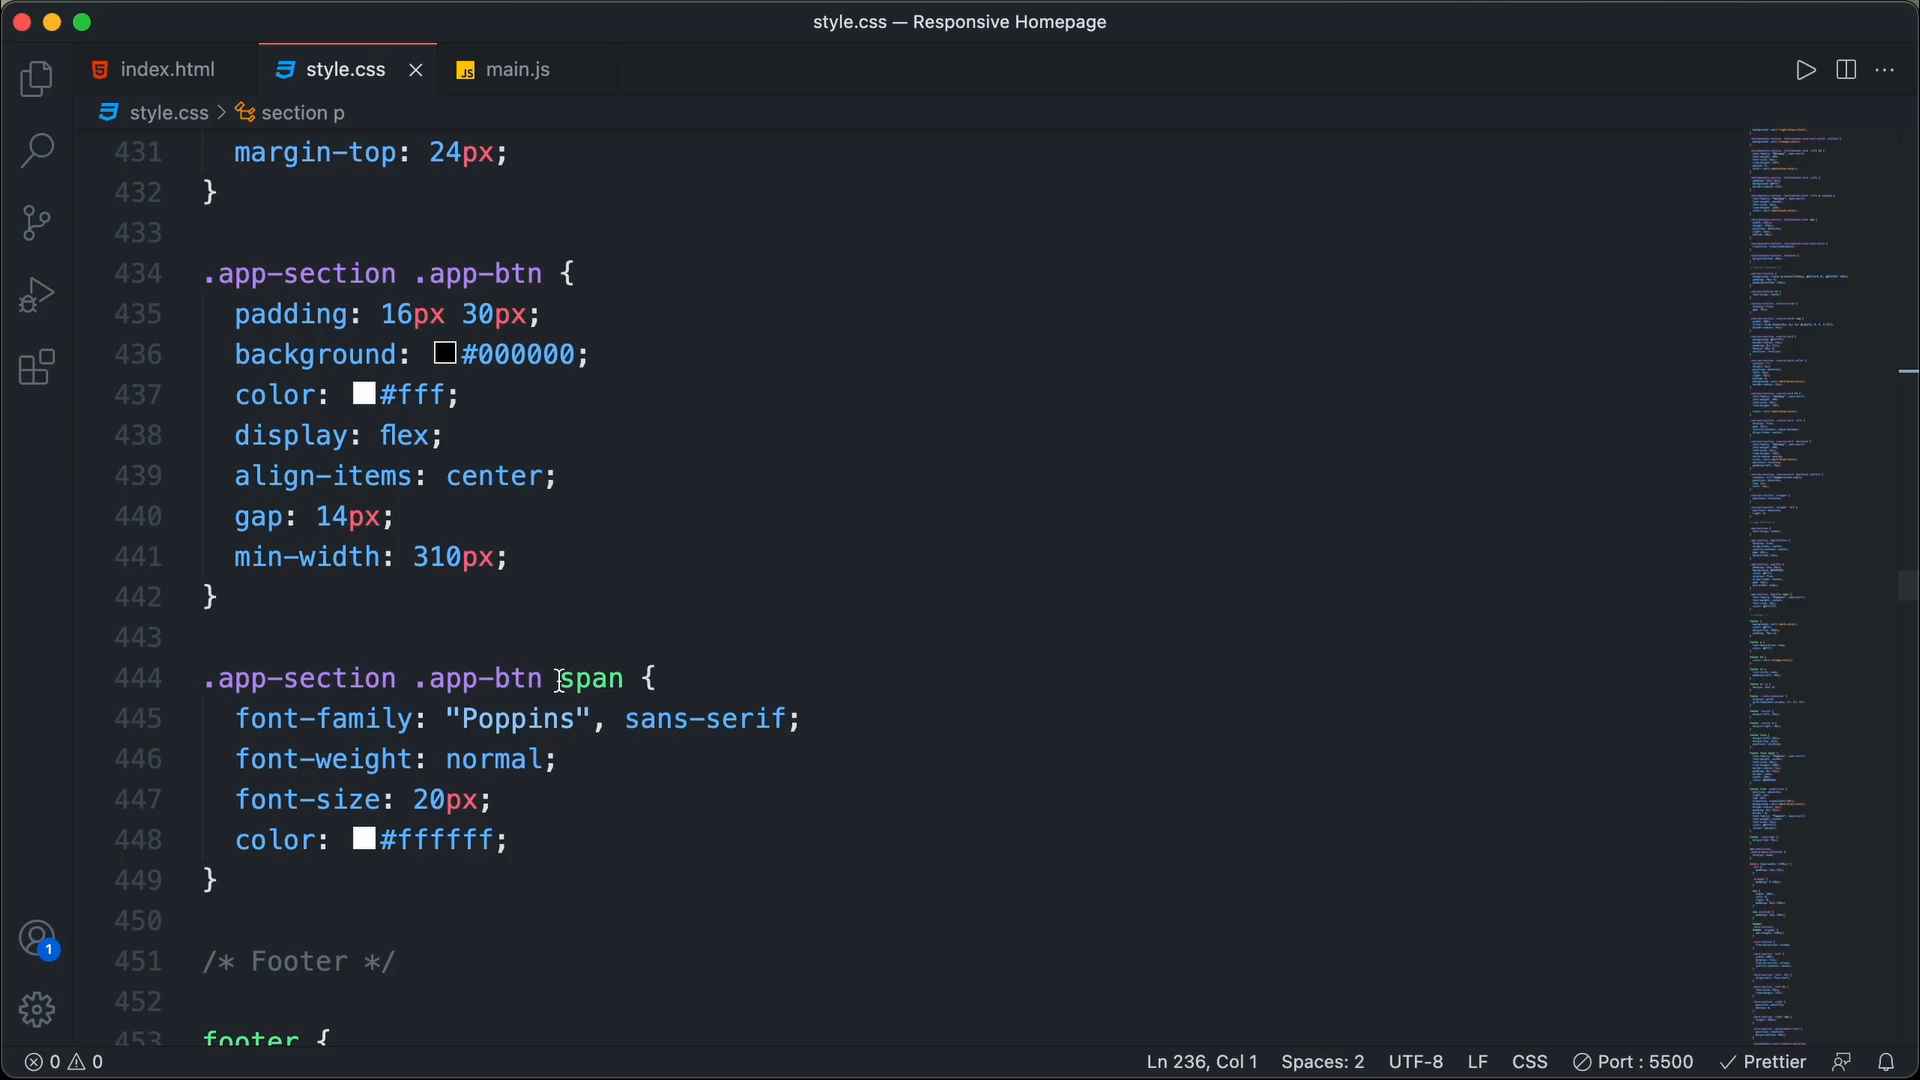 style.css — Responsive Homepage
index.html
style.css
JS main.js
style.css > section p
431 margin-top: 24px;
432 }
433
434 .app-section .app-btn {
435 padding: 16px 30px;
436 background: #000000;
437 color: #fff;
438 display: flex;
439 align-items: center;
440 gap: 14px;
441 min-width: 310px;
442 }
443
444 .app-section .app-btn span {
445 font-family: "Poppins", sans-serif;
446 font-weight: normal;
447 font-size: 20px;
448 color: #ffffff;
449 }
450
451 /* Footer */
452
453 footer {
1
0 0 Ln 236, Col 1 Spaces: 2 UTF-8 LF CSS Port : 5500 Prettier